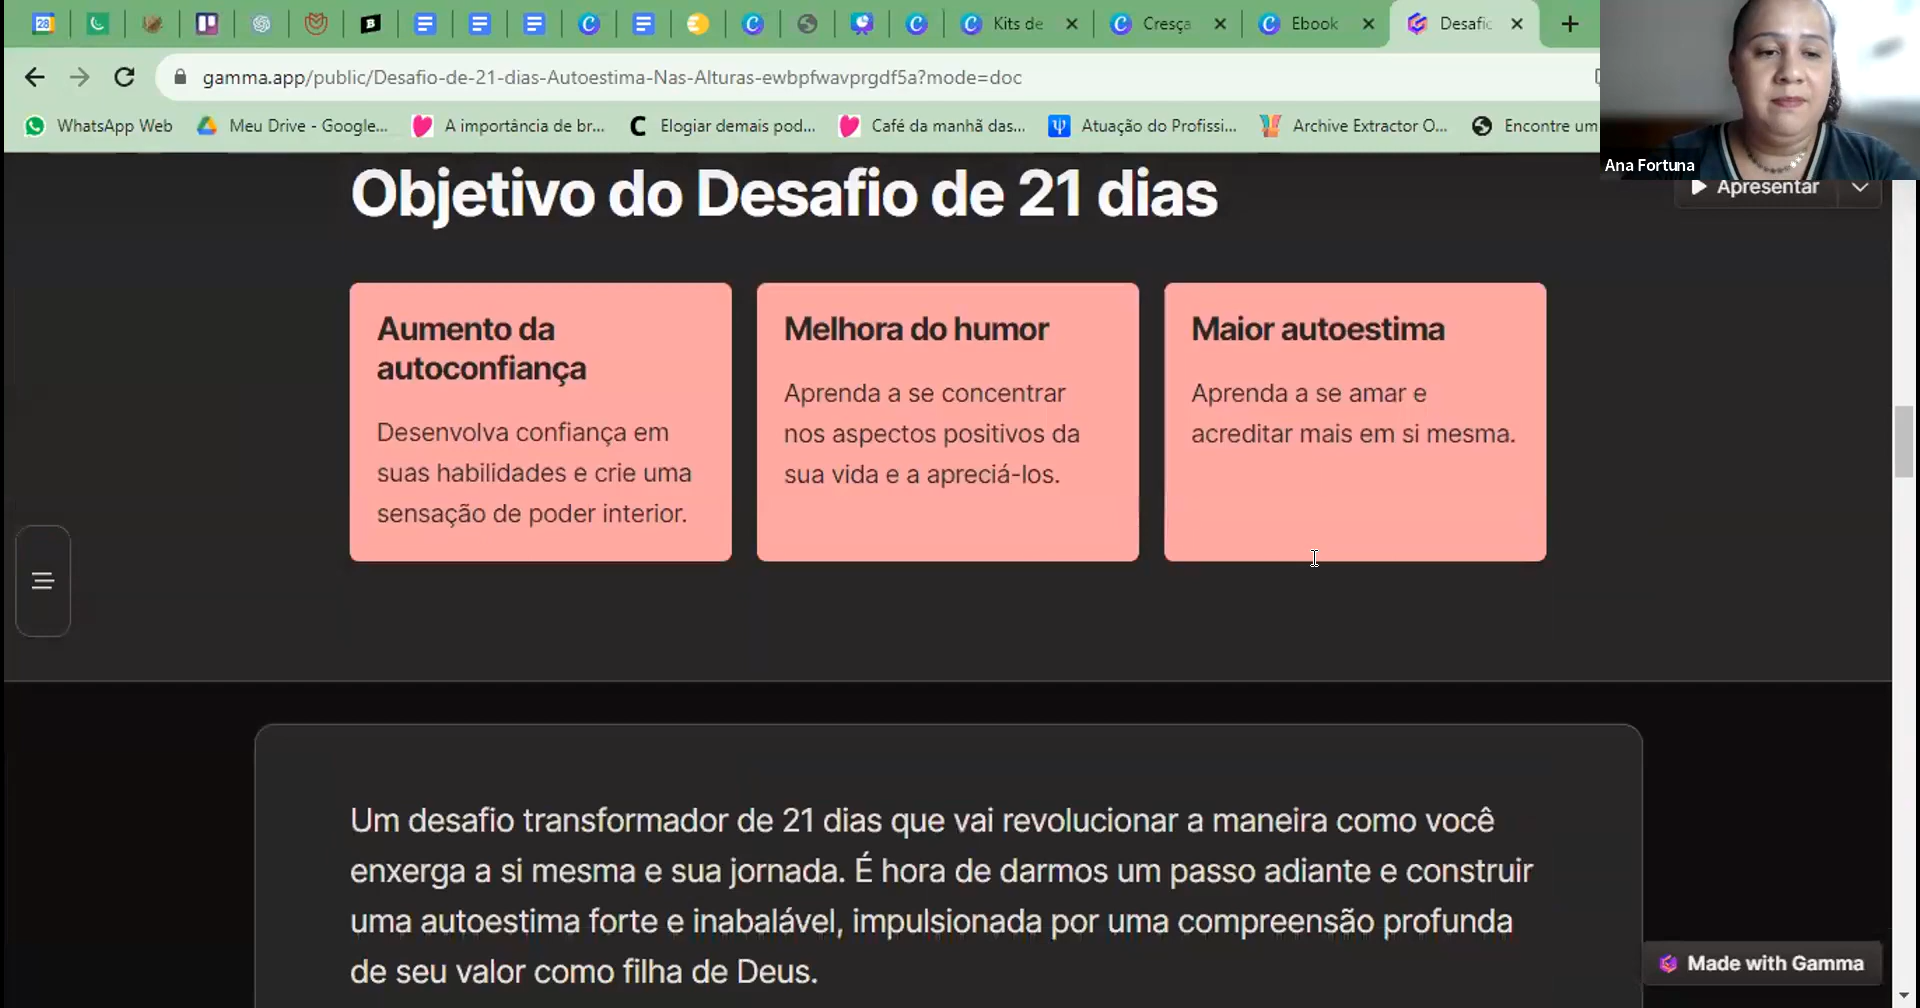 28
Kits de
Cresça
Ebook
Desafic
gamma.app/public/Desafio-de-21-dias-Autoestima-Nas-Alturas-ewbpfwavprgdf5a?mode=doc
WhatsApp Web
Meu Drive - Google...
A importância de br...
Elogiar demais pod...
Café da manhã das...
Atuação do Profissi...
Archive Extractor O...
Encontre um
Ana Fortuna
Apresentar
Objetivo do Desafio de 21 dias
Aumento da
autoconfiança
Desenvolva confiança em
suas habilidades e crie uma
sensação de poder interior.
Melhora do humor
Aprenda a se concentrar
nos aspectos positivos da
sua vida e a apreciá-los.
Maior autoestima
Aprenda a se amar e
acreditar mais em si mesma.
Um desafio transformador de 21 dias que vai revolucionar a maneira como você
enxerga a si mesma e sua jornada. É hora de darmos um passo adiante e construir
uma autoestima forte e inabalável, impulsionada por uma compreensão profunda
de seu valor como filha de Deus.
Made with Gamma